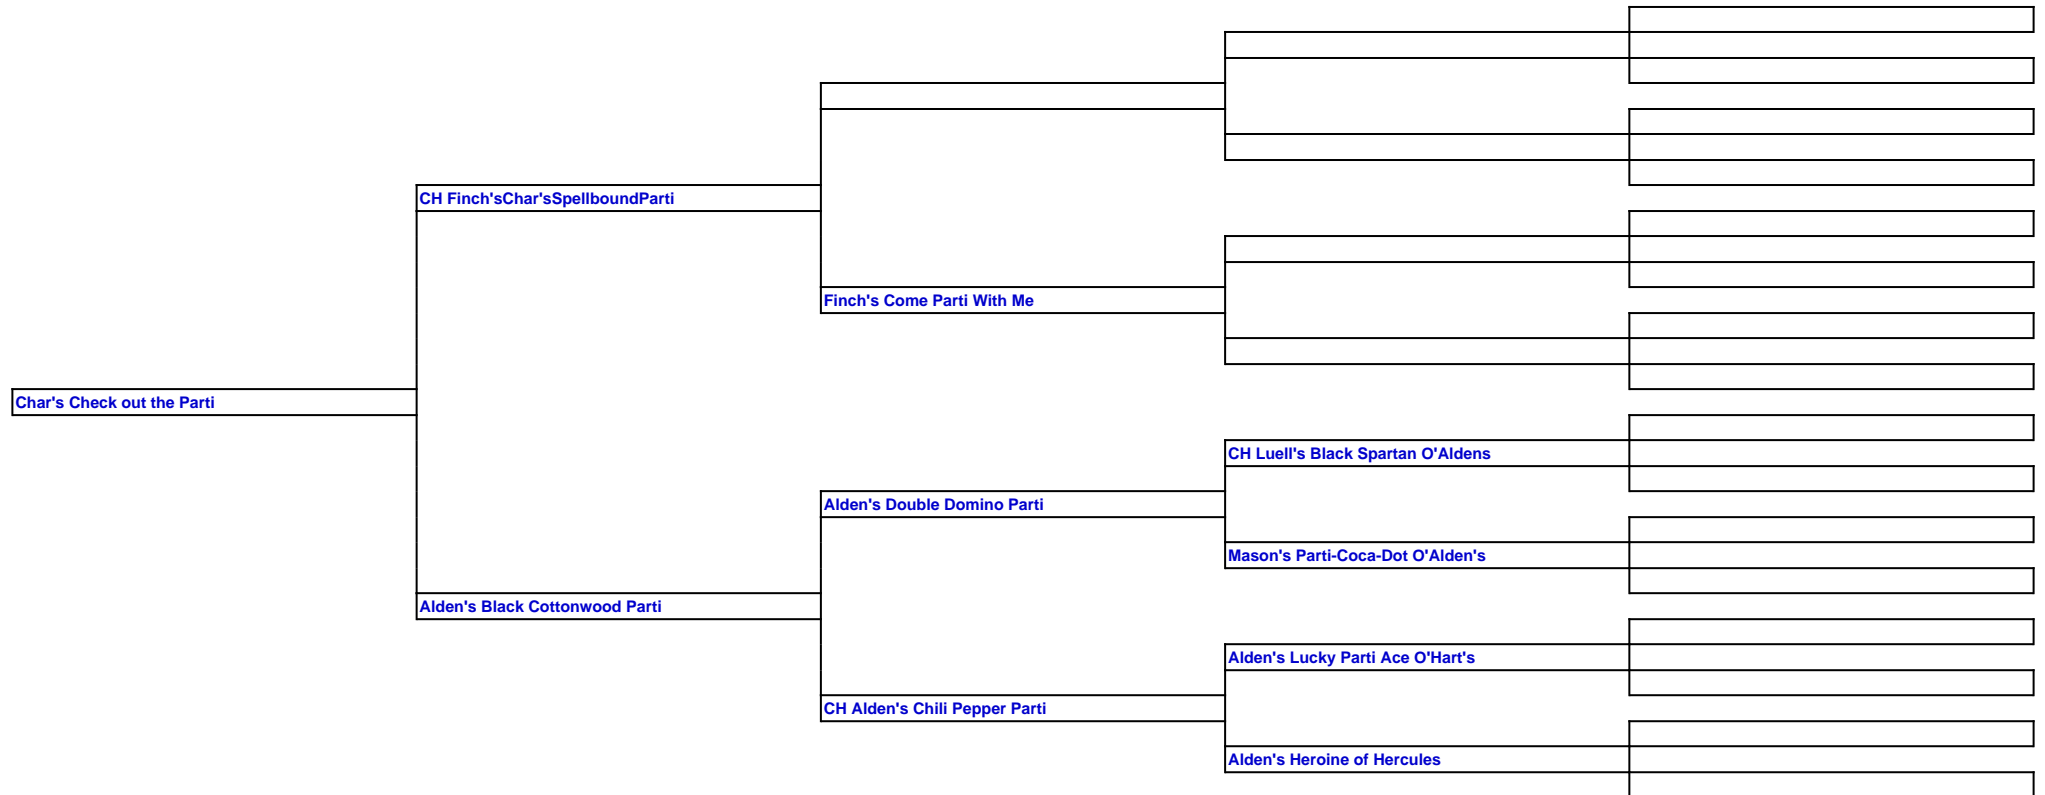 CH Finch'sChar'sSpellboundParti
Finch's Come Parti With Me
Char's Check out the Parti
CH Luell's Black Spartan O'Aldens
Alden's Double Domino Parti
Mason's Parti-Coca-Dot O'Alden's
Alden's Black Cottonwood Parti
Alden's Lucky Parti Ace O'Hart's
CH Alden's Chili Pepper Parti
Alden's Heroine of Hercules